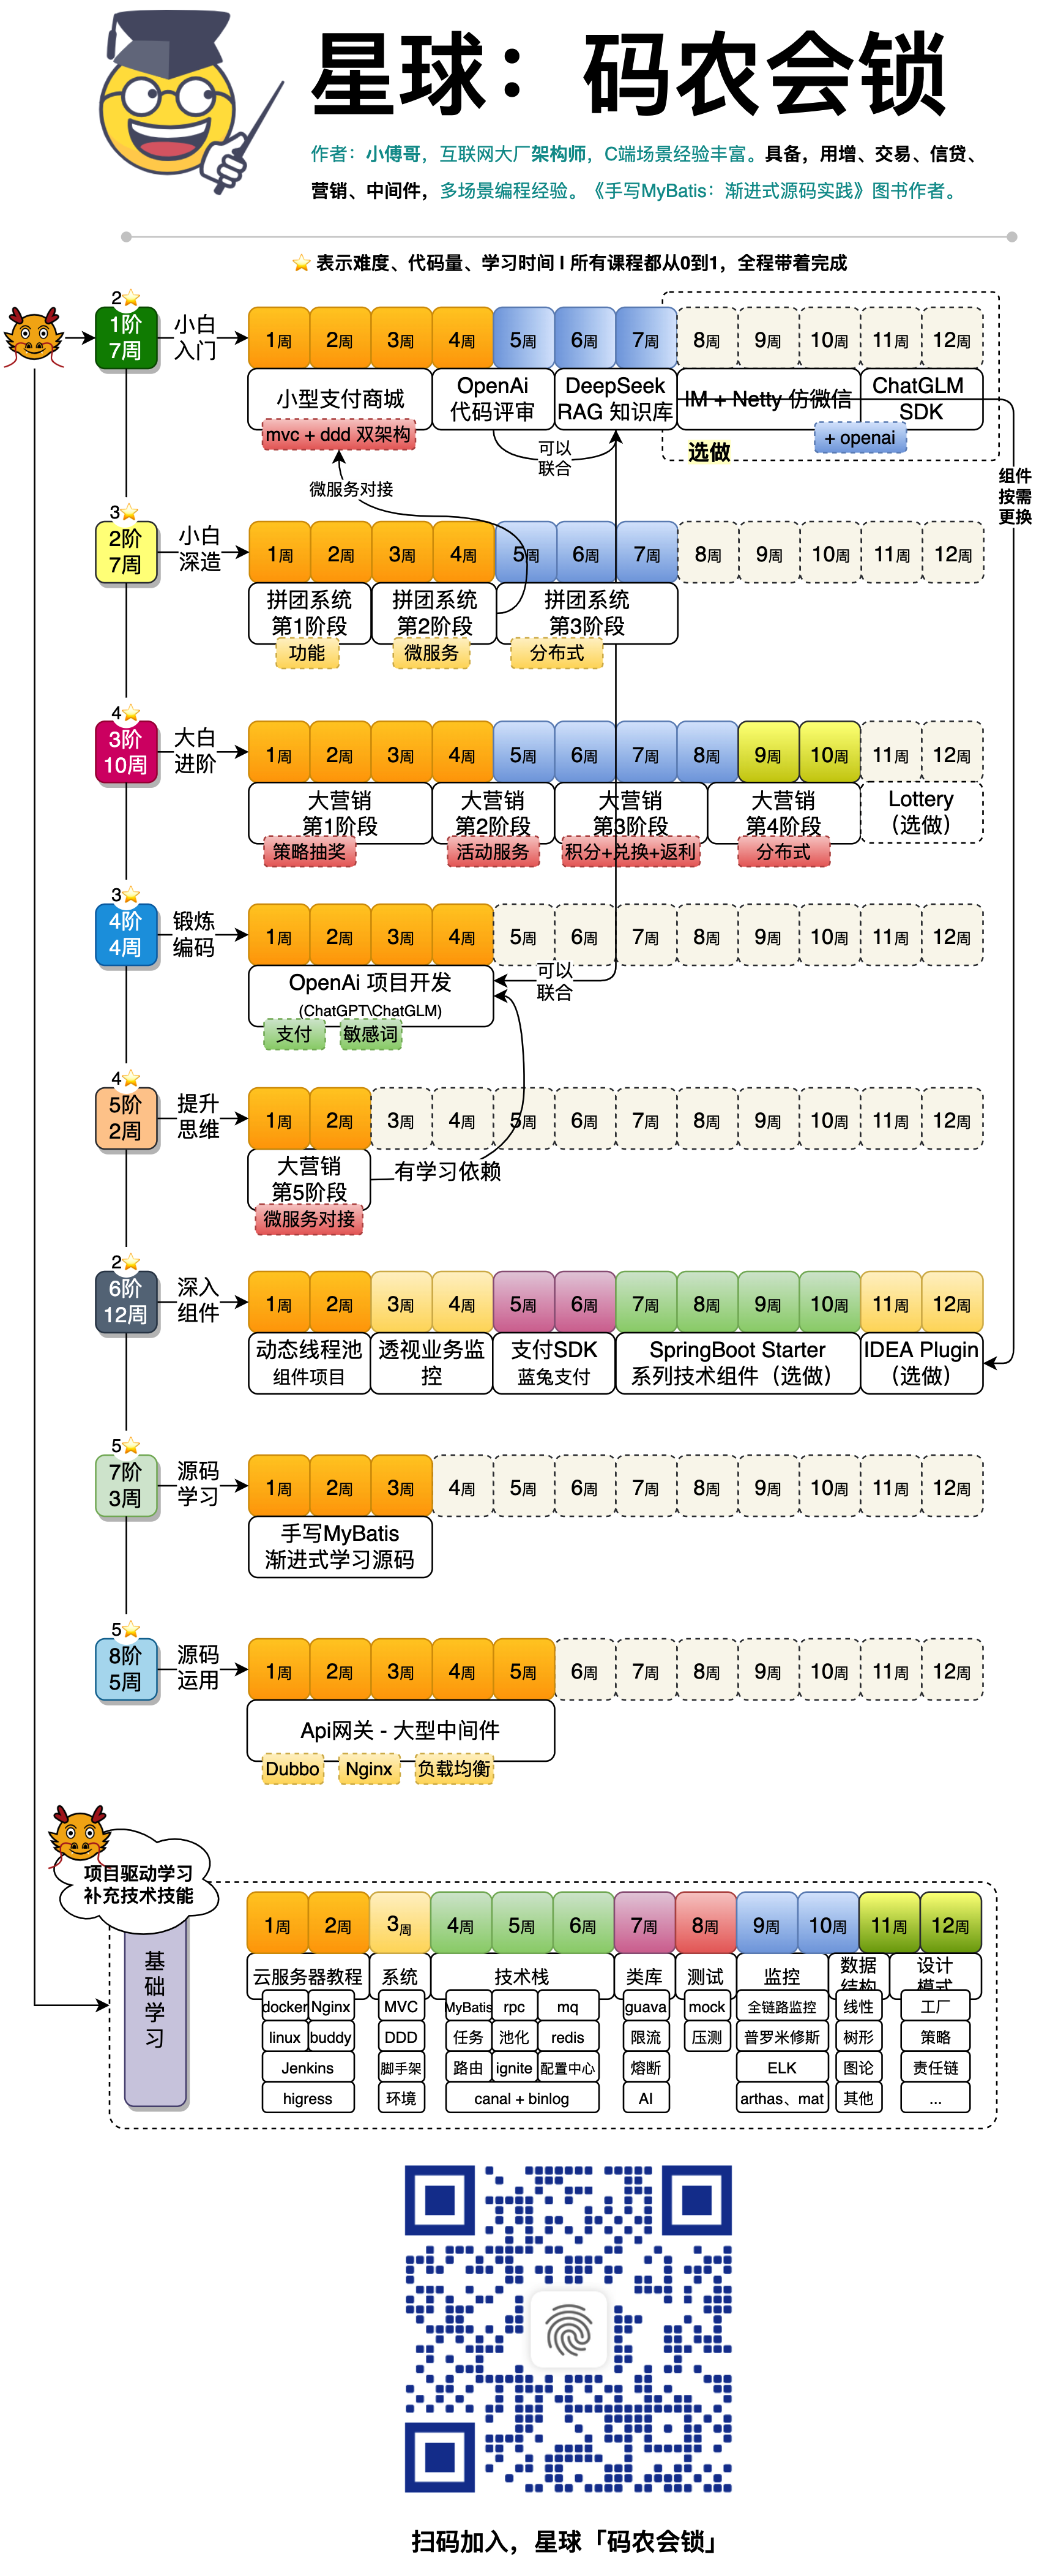 星球：码农会锁
作者：小傅哥，互联网大厂架构师，C端场景经验丰富。具备，用增、交易、信贷、
营销、中间件，多场景编程经验。《手写MyBatis：渐进式源码实践》图书作者。
⭐ 表示难度、代码量、学习时间 | 所有课程都从0到1，全程带着完成
2⭐
1阶
7周
小白
入门
1周 2周 3周 4周 5周 6周 7周 8周 9周 10周 11周 12周
小型支付商城
mvc + ddd 双架构
OpenAi
代码评审
DeepSeek
RAG 知识库
IM + Netty 仿微信
ChatGLM
SDK
+ openai
选做
可以
联合
微服务对接
组件
按需
更换
3⭐
2阶
7周
小白
深造
1周 2周 3周 4周 5周 6周 7周 8周 9周 10周 11周 12周
拼团系统
第1阶段
功能
拼团系统
第2阶段
微服务
拼团系统
第3阶段
分布式
4⭐
3阶
10周
大白
进阶
1周 2周 3周 4周 5周 6周 7周 8周 9周 10周 11周 12周
大营销
第1阶段
策略抽奖
大营销
第2阶段
活动服务
大营销
第3阶段
积分+兑换+返利
大营销
第4阶段
分布式
Lottery
（选做）
3⭐
4阶
4周
锻炼
编码
1周 2周 3周 4周 5周 6周 7周 8周 9周 10周 11周 12周
OpenAi 项目开发
(ChatGPT\ChatGLM)
支付 敏感词
可以
联合
4⭐
5阶
2周
提升
思维
1周 2周 3周 4周 5周 6周 7周 8周 9周 10周 11周 12周
大营销
第5阶段
微服务对接
有学习依赖
2⭐
6阶
12周
深入
组件
1周 2周 3周 4周 5周 6周 7周 8周 9周 10周 11周 12周
动态线程池
组件项目
透视业务监
控
支付SDK
蓝兔支付
SpringBoot Starter
系列技术组件（选做）
IDEA Plugin
（选做）
5⭐
7阶
3周
源码
学习
1周 2周 3周 4周 5周 6周 7周 8周 9周 10周 11周 12周
手写MyBatis
渐进式学习源码
5⭐
8阶
5周
源码
运用
1周 2周 3周 4周 5周 6周 7周 8周 9周 10周 11周 12周
Api网关 - 大型中间件
Dubbo Nginx 负载均衡
项目驱动学习
补充技术技能
基
础
学
习
1周 2周 3周 4周 5周 6周 7周 8周 9周 10周 11周 12周
云服务器教程
docker Nginx
linux buddy
Jenkins
higress
系统
MVC
DDD
脚手架
环境
技术栈
MyBatis rpc mq
任务 池化 redis
路由 ignite 配置中心
canal + binlog
类库
guava
限流
熔断
AI
测试
mock
压测
监控
全链路监控
普罗米修斯
ELK
arthas、mat
数据
结构
线性
树形
图论
其他
设计
模式
工厂
策略
责任链
...
扫码加入，星球「码农会锁」